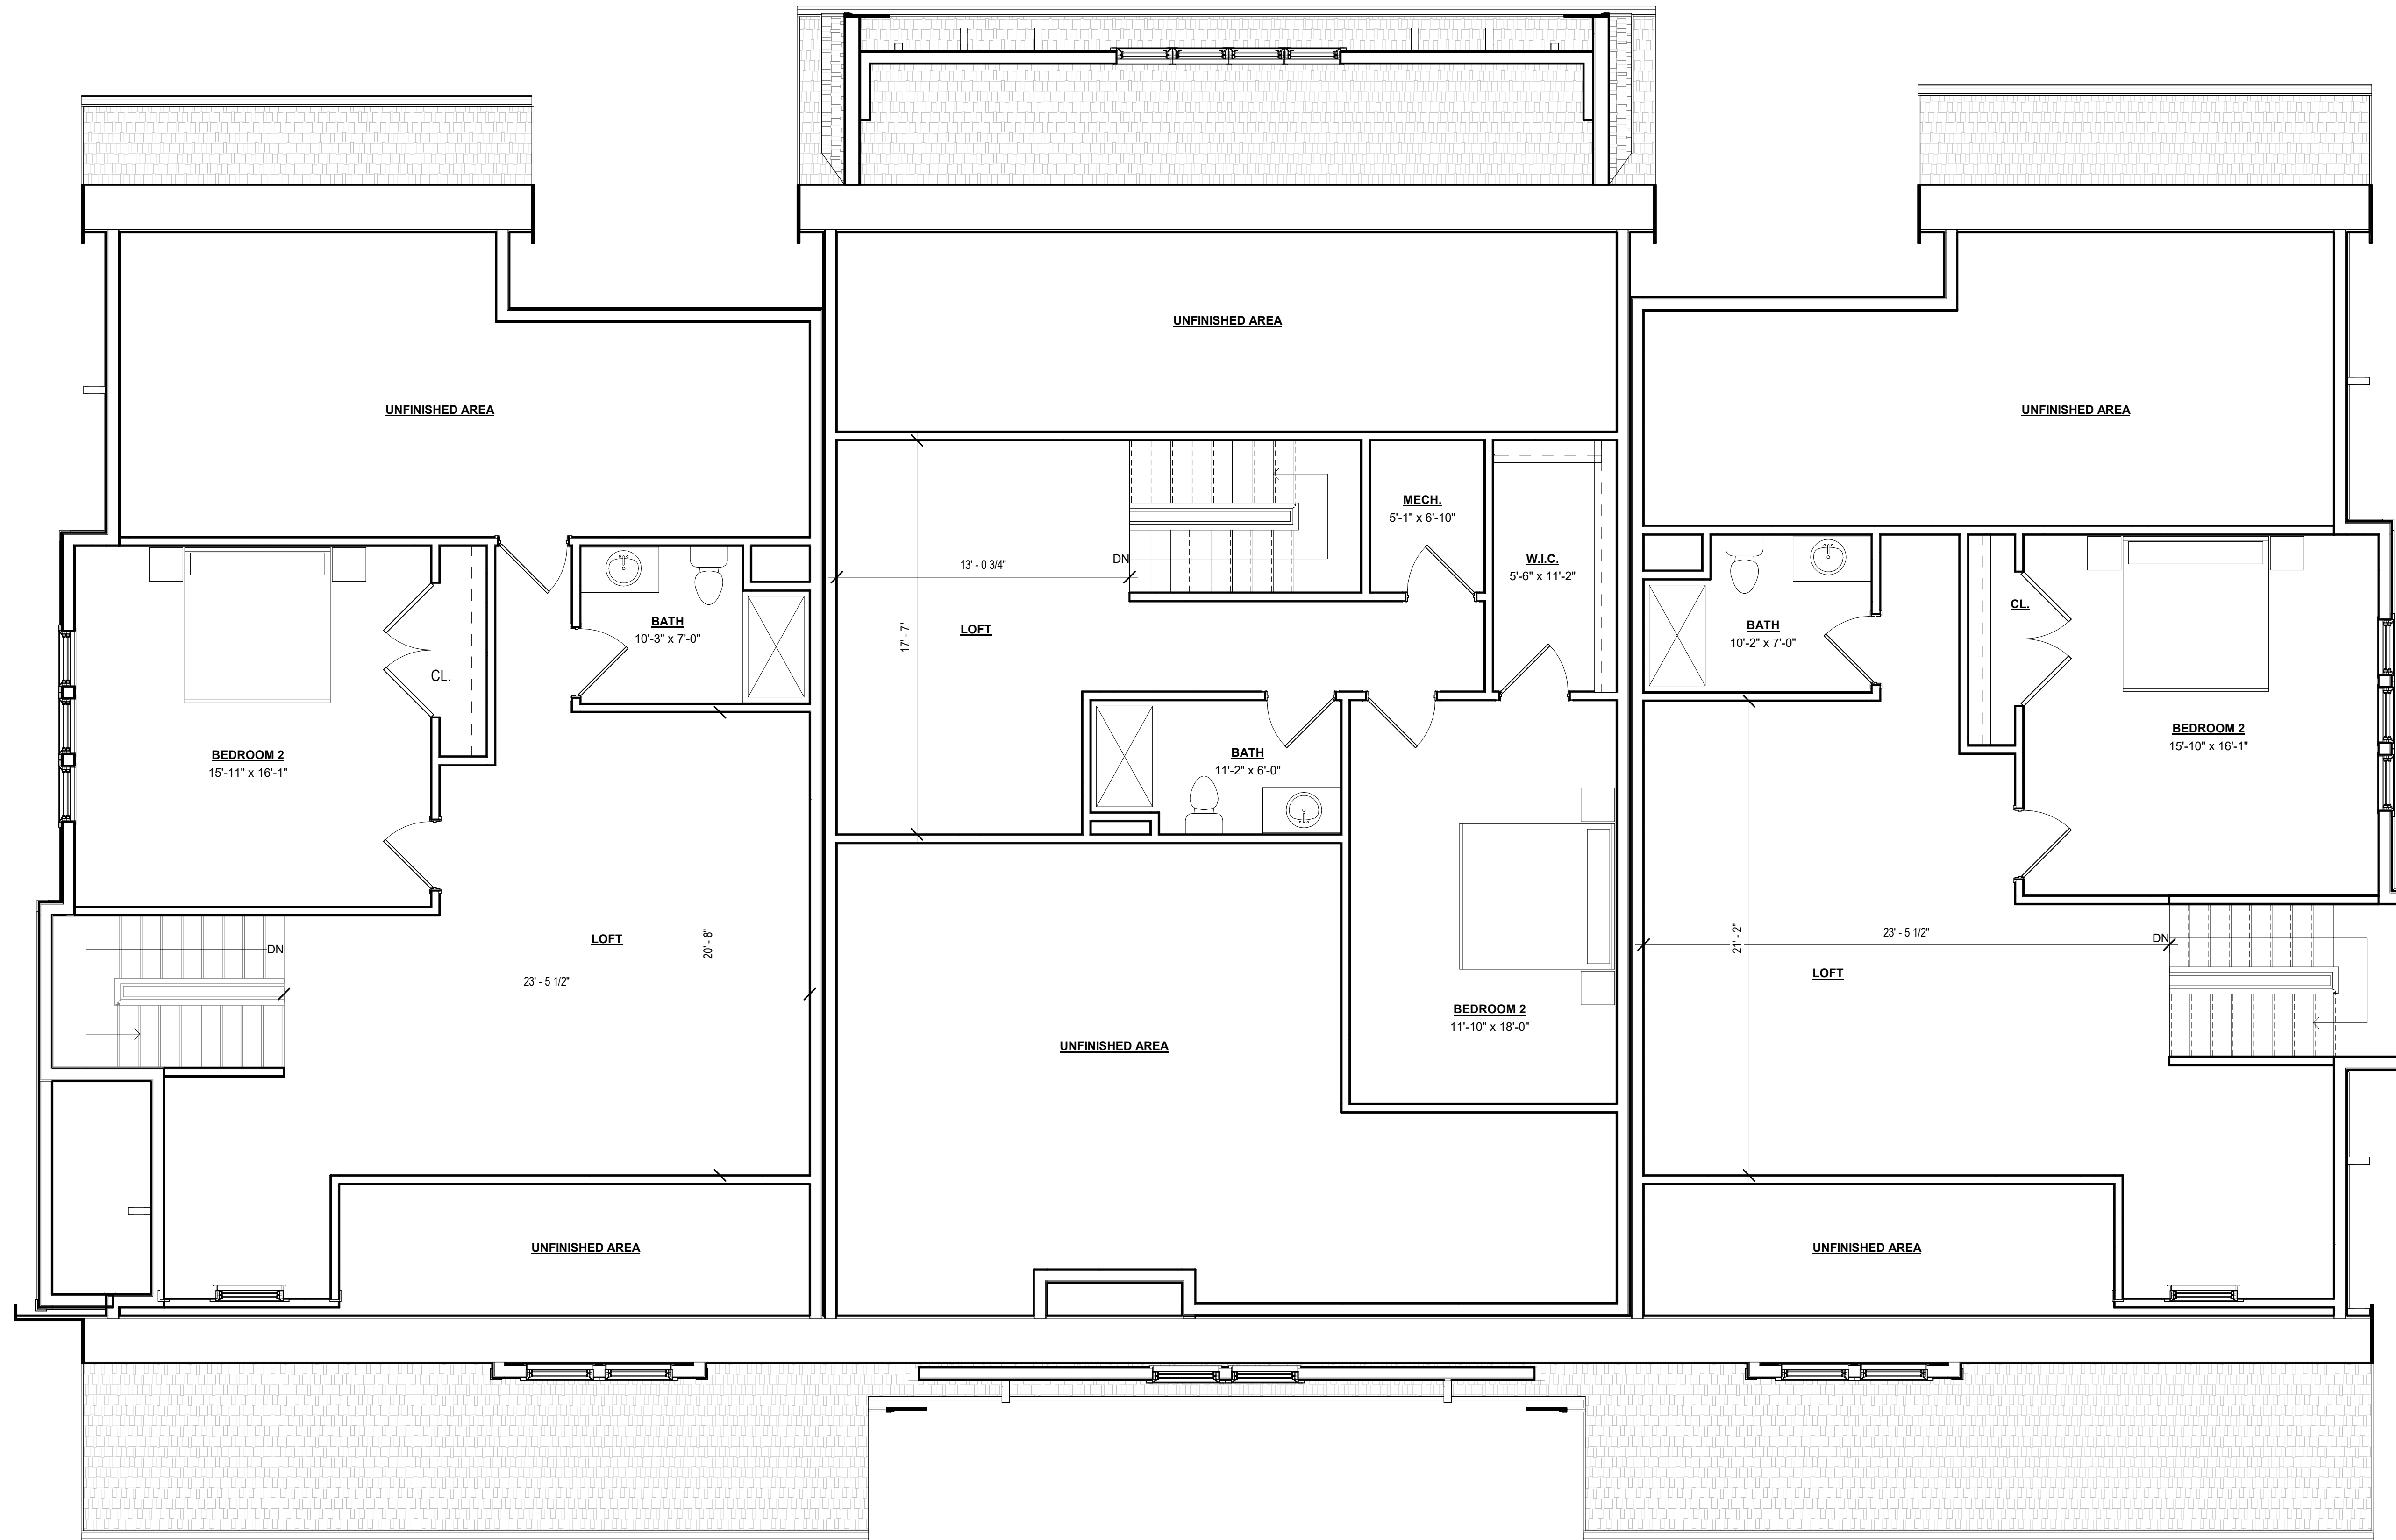 UNFINISHED AREA
UNFINISHED AREA
UNFINISHED AREA
MECH.
5'-1" x 6'-10"
W.I.C.
5'-6" x 11'-2"
DN
13' - 0 3/4"
17' - 7"
LOFT
BATH
10'-3" x 7'-0"
CL.
BEDROOM 2
15'-11" x 16'-1"
BATH
11'-2" x 6'-0"
BATH
10'-2" x 7'-0"
CL.
BEDROOM 2
15'-10" x 16'-1"
LOFT
DN
20' - 8"
23' - 5 1/2"
BEDROOM 2
11'-10" x 18'-0"
UNFINISHED AREA
21' - 2"
23' - 5 1/2"
DN
LOFT
UNFINISHED AREA
UNFINISHED AREA